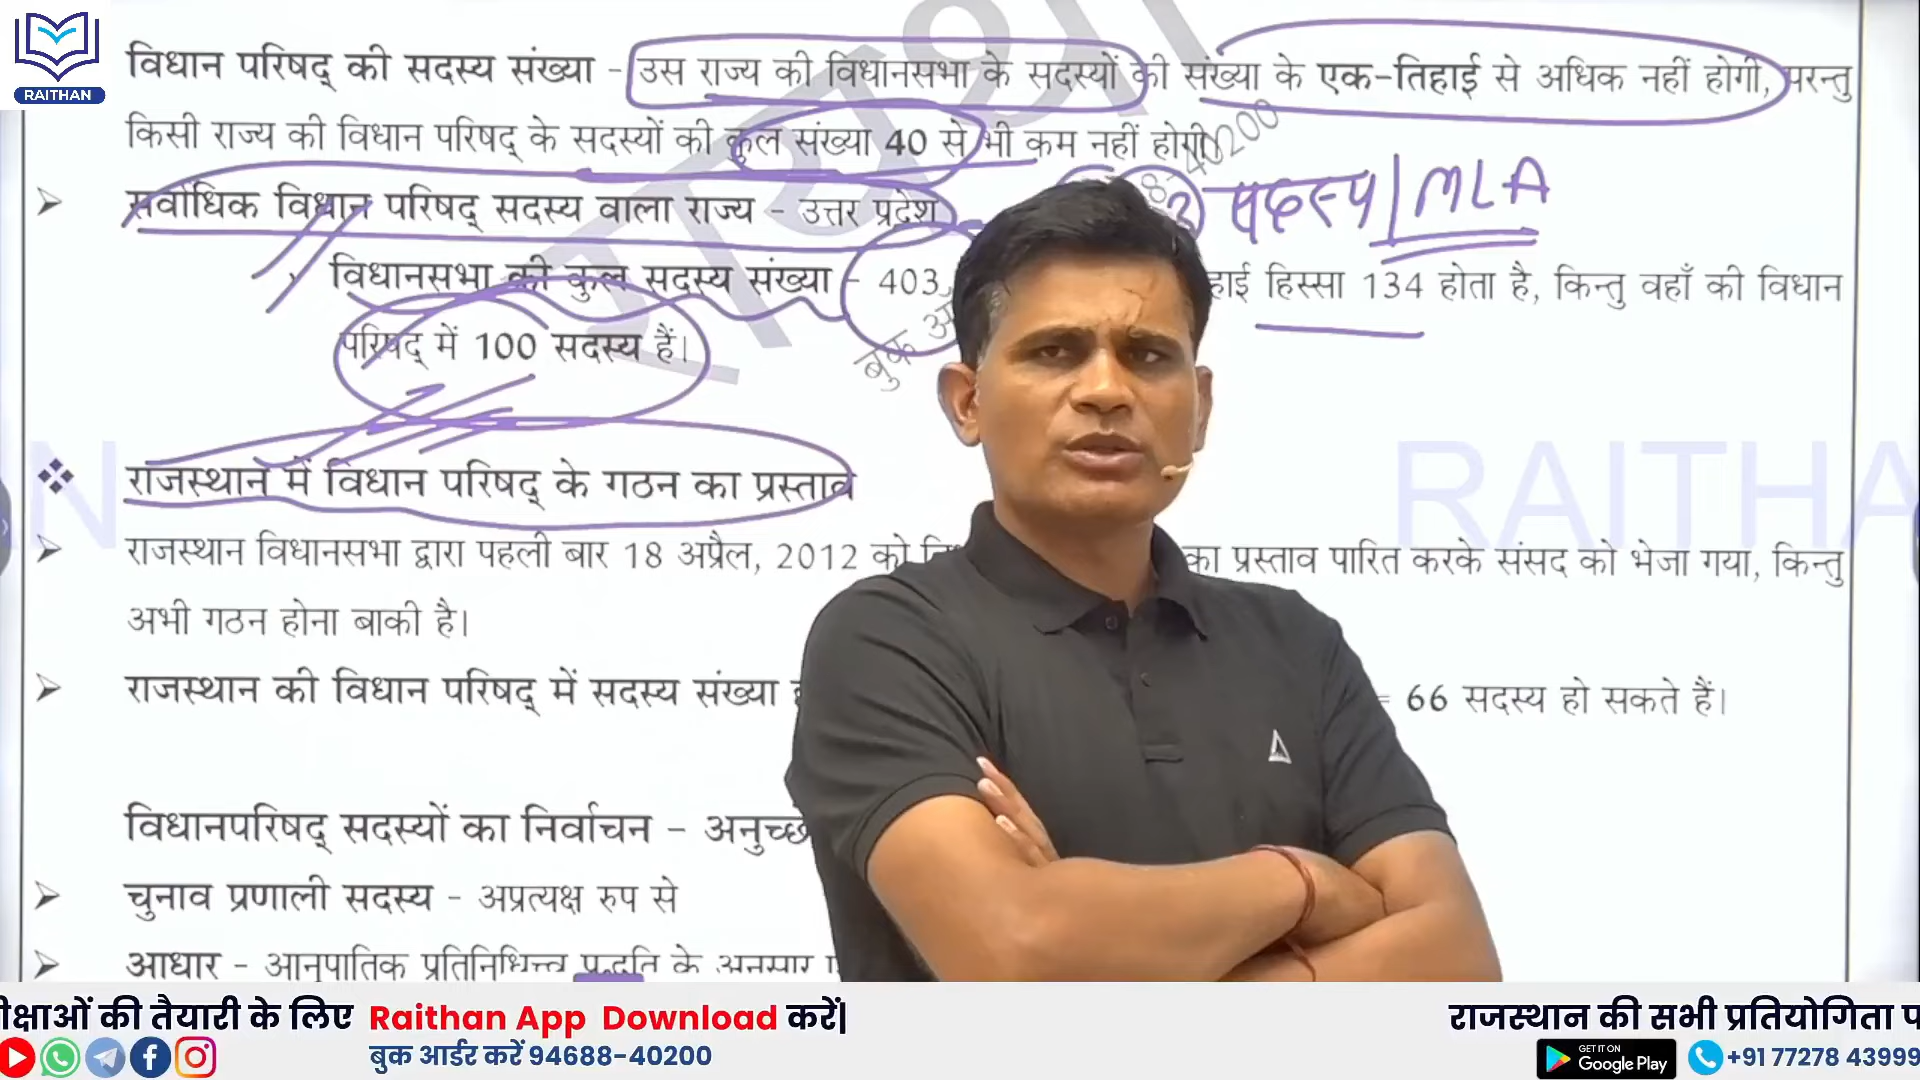 RAITHAN
विधान परिषद् की सदस्य संख्या - उस राज्य की विधानसभा के सदस्यों की संख्या के एक-तिहाई से अधिक नहीं होगी, परन्तु
किसी राज्य की विधान परिषद् के सदस्यों की कुल संख्या 40 से भी कम नहीं होगी
सर्वाधिक विधान परिषद् सदस्य वाला राज्य - उत्तर प्रदेश
सदस्य | MLA
विधानसभा की कुल सदस्य संख्या - 403, हिस्सा 134 होता है, किन्तु वहाँ की विधान
परिषद् में 100 सदस्य हैं।
बुक
राजस्थान में विधान परिषद् के गठन का प्रस्ताव
RAITHA
राजस्थान विधानसभा द्वारा पहली बार 18 अप्रैल, 2012 को का प्रस्ताव पारित करके संसद को भेजा गया, किन्तु
अभी गठन होना बाकी है।
राजस्थान की विधान परिषद् में सदस्य संख्या = 66 सदस्य हो सकते हैं।
विधानपरिषद् सदस्यों का निर्वाचन -
चुनाव प्रणाली सदस्य - अप्रत्यक्ष रुप से
आधार - आनुपातिक प्रतिनिधित्त्व पद्धति के अनुसार
की तैयारी के लिए Raithan App Download करें|
राजस्थान की सभी प्रतियोगिता
बुक आर्डर करें 94688-40200
GET IT ON
Google Play
+91 77278 43999